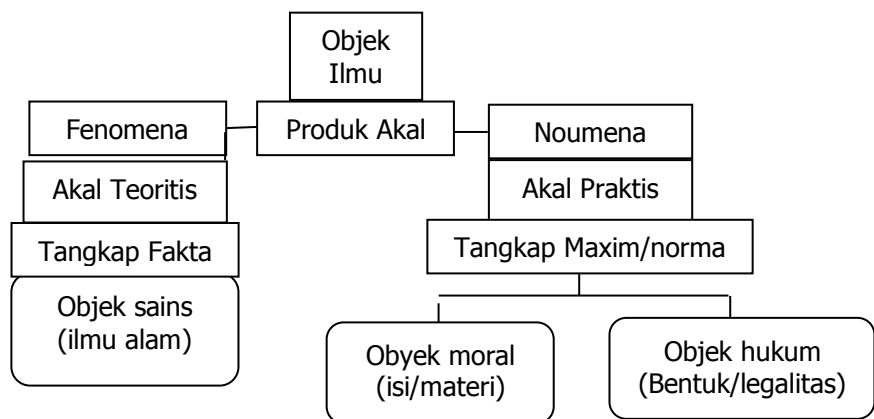 Objek
Ilmu
Fenomena
Produk Akal
Noumena
Akal Teoritis
Akal Praktis
Tangkap Fakta
Tangkap Maxim/norma
Objek sains
(ilmu alam)
Obyek moral
(isi/materi)
Objek hukum
(Bentuk/legalitas)